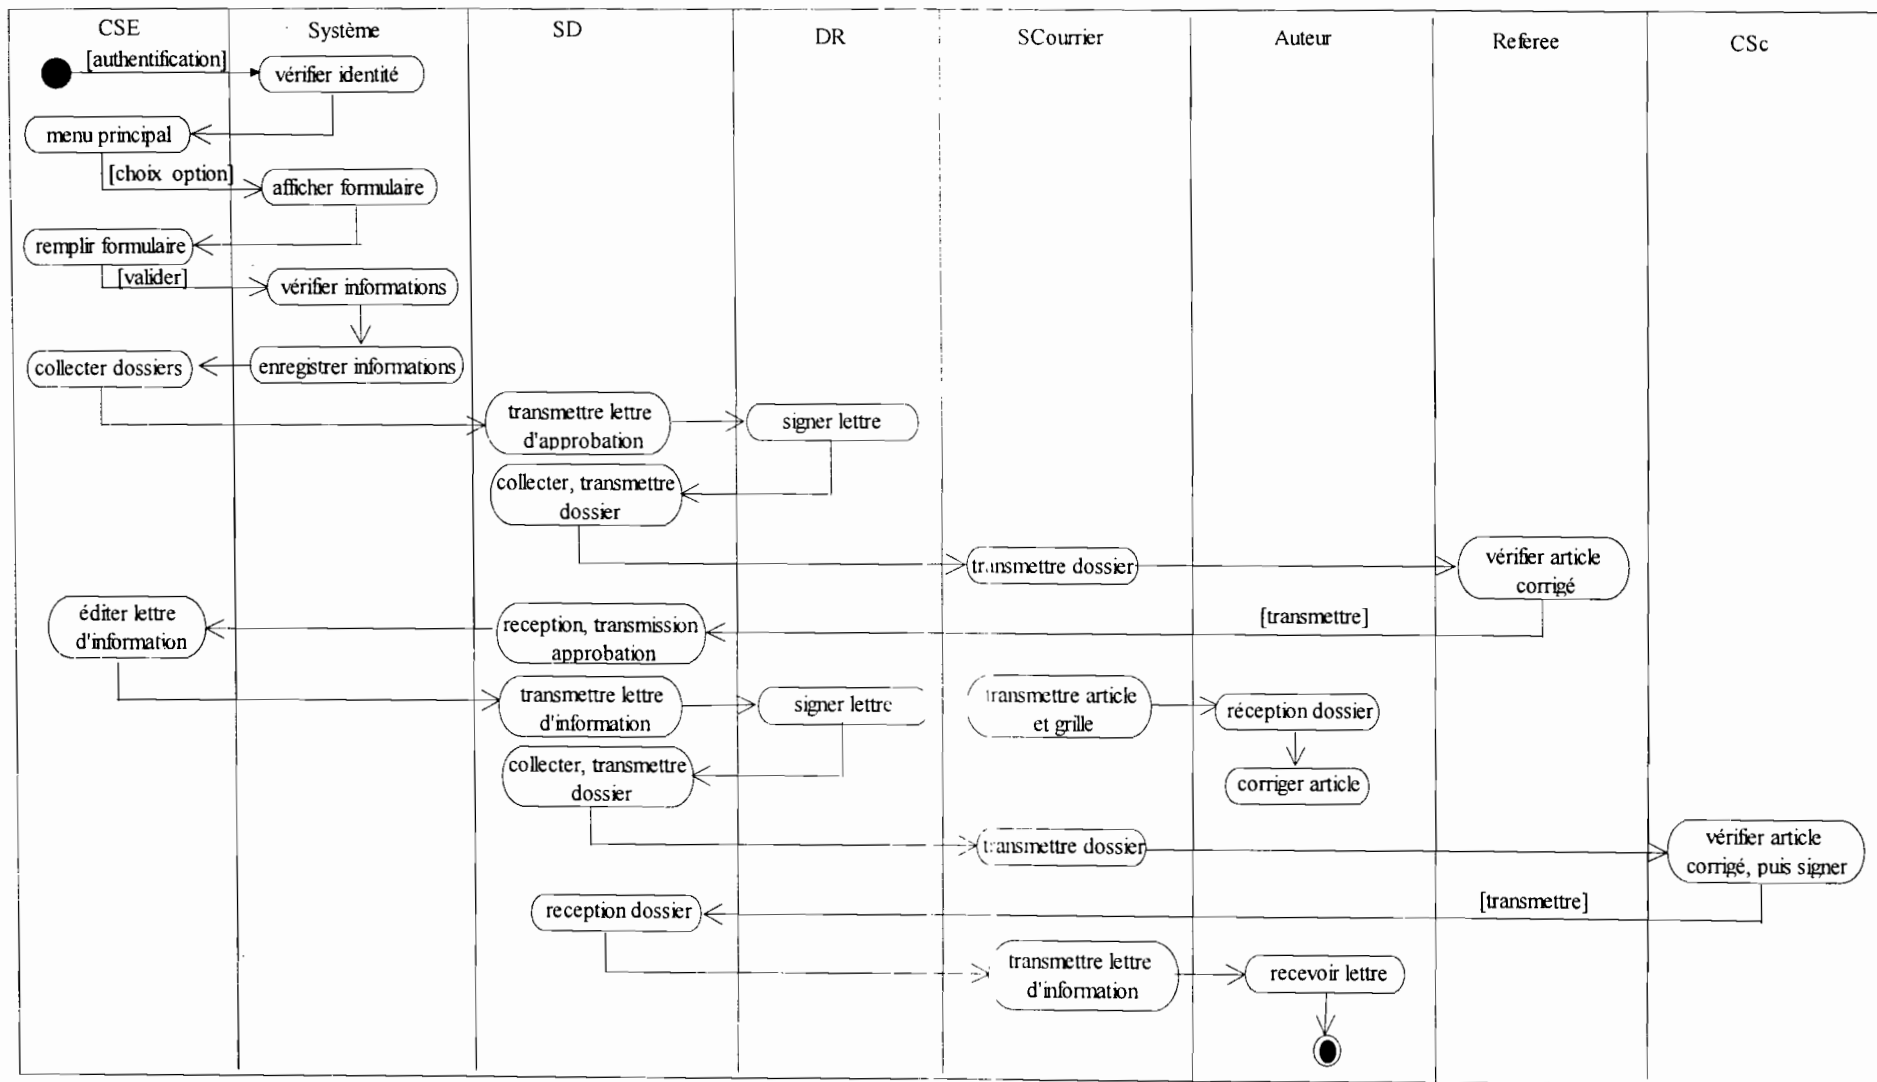 CSE
Système
SD
DR
SCourrier
Auteur
Referee
CSc
[authentification]
vérifier identité
menu principal
[choix option]
afficher formulaire
remplir formulaire
[valider]
vérifier informations
collecter dossiers
enregistrer informations
transmettre lettre
d'approbation
signer lettre
collecter, transmettre
dossier
transmettre dossier
vérifier article
corrigé
[transmettre]
éditer lettre
d'information
reception, transmission
approbation
transmettre lettre
d'information
signer lettre
transmettre article
et grille
réception dossier
collecter, transmettre
dossier
corriger article
transmettre dossier
vérifier article
corrigé, puis signer
[transmettre]
reception dossier
transmettre lettre
d'information
recevoir lettre